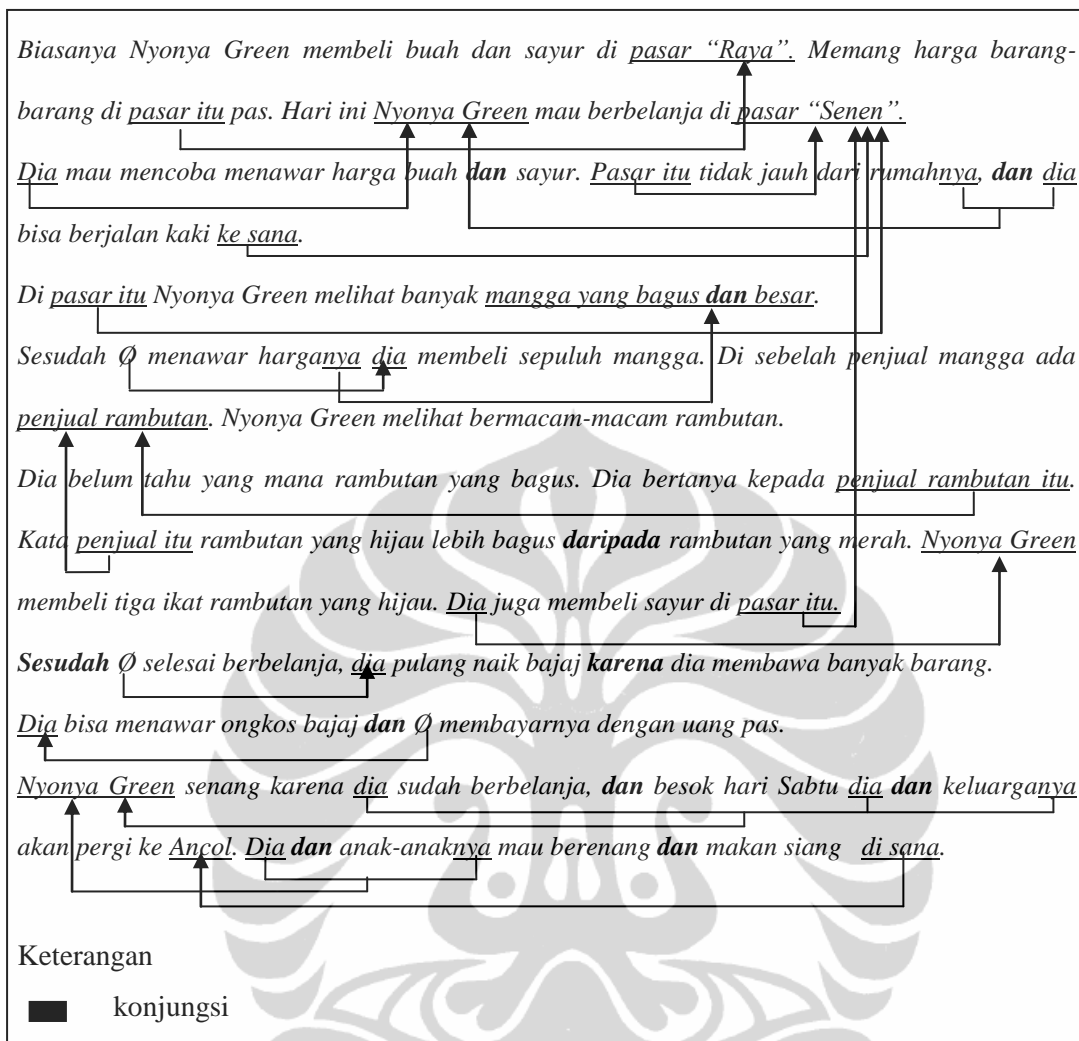 Biasanya Nyonya Green membeli buah dan sayur di pasar “Raya”. Memang harga barang-
barang di pasar itu pas. Hari ini Nyonya Green mau berbelanja di pasar “Senen”.
Dia mau mencoba menawar harga buah dan sayur. Pasar itu tidak jauh dari rumahnya, dan dia
bisa berjalan kaki ke sana.
Di pasar itu Nyonya Green melihat banyak mangga yang bagus dan besar.
Sesudah Ø menawar harganya dia membeli sepuluh mangga. Di sebelah penjual mangga ada
penjual rambutan. Nyonya Green melihat bermacam-macam rambutan.
Dia belum tahu yang mana rambutan yang bagus. Dia bertanya kepada penjual rambutan itu.
Kata penjual itu rambutan yang hijau lebih bagus daripada rambutan yang merah. Nyonya Green
membeli tiga ikat rambutan yang hijau. Dia juga membeli sayur di pasar itu.
Sesudah Ø selesai berbelanja, dia pulang naik bajaj karena dia membawa banyak barang.
Dia bisa menawar ongkos bajaj dan Ø membayarnya dengan uang pas.
Nyonya Green senang karena dia sudah berbelanja, dan besok hari Sabtu dia dan keluarganya
akan pergi ke Ancol. Dia dan anak-anaknya mau berenang dan makan siang di sana.
Keterangan
konjungsi